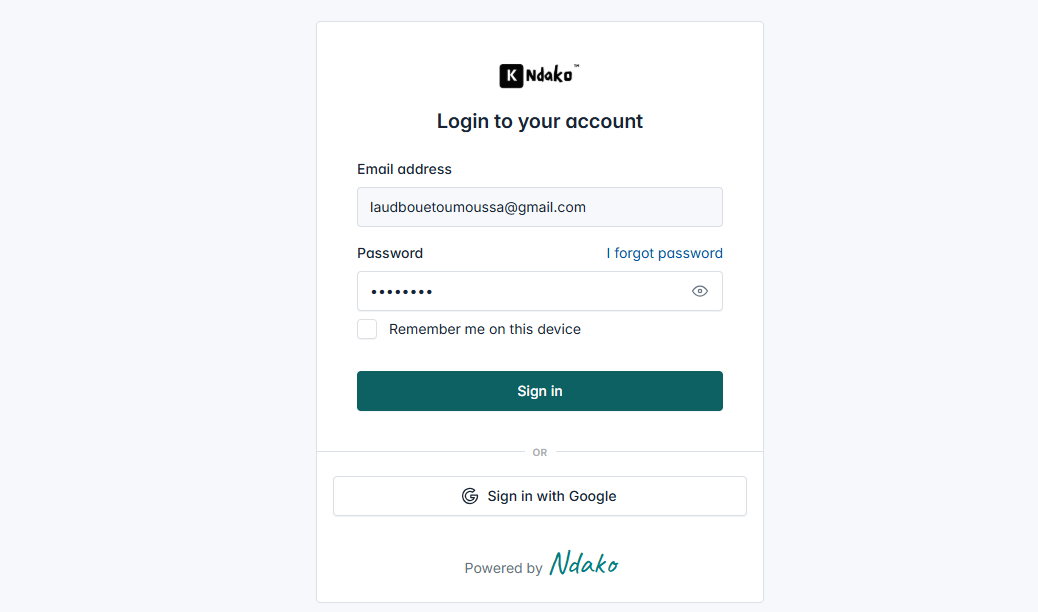 K Ndako™
Login to your account
Email address
laudbouetoumoussa@gmail.com
Password I forgot password
••••••••
Remember me on this device
Sign in
OR
Sign in with Google
Powered by Ndako